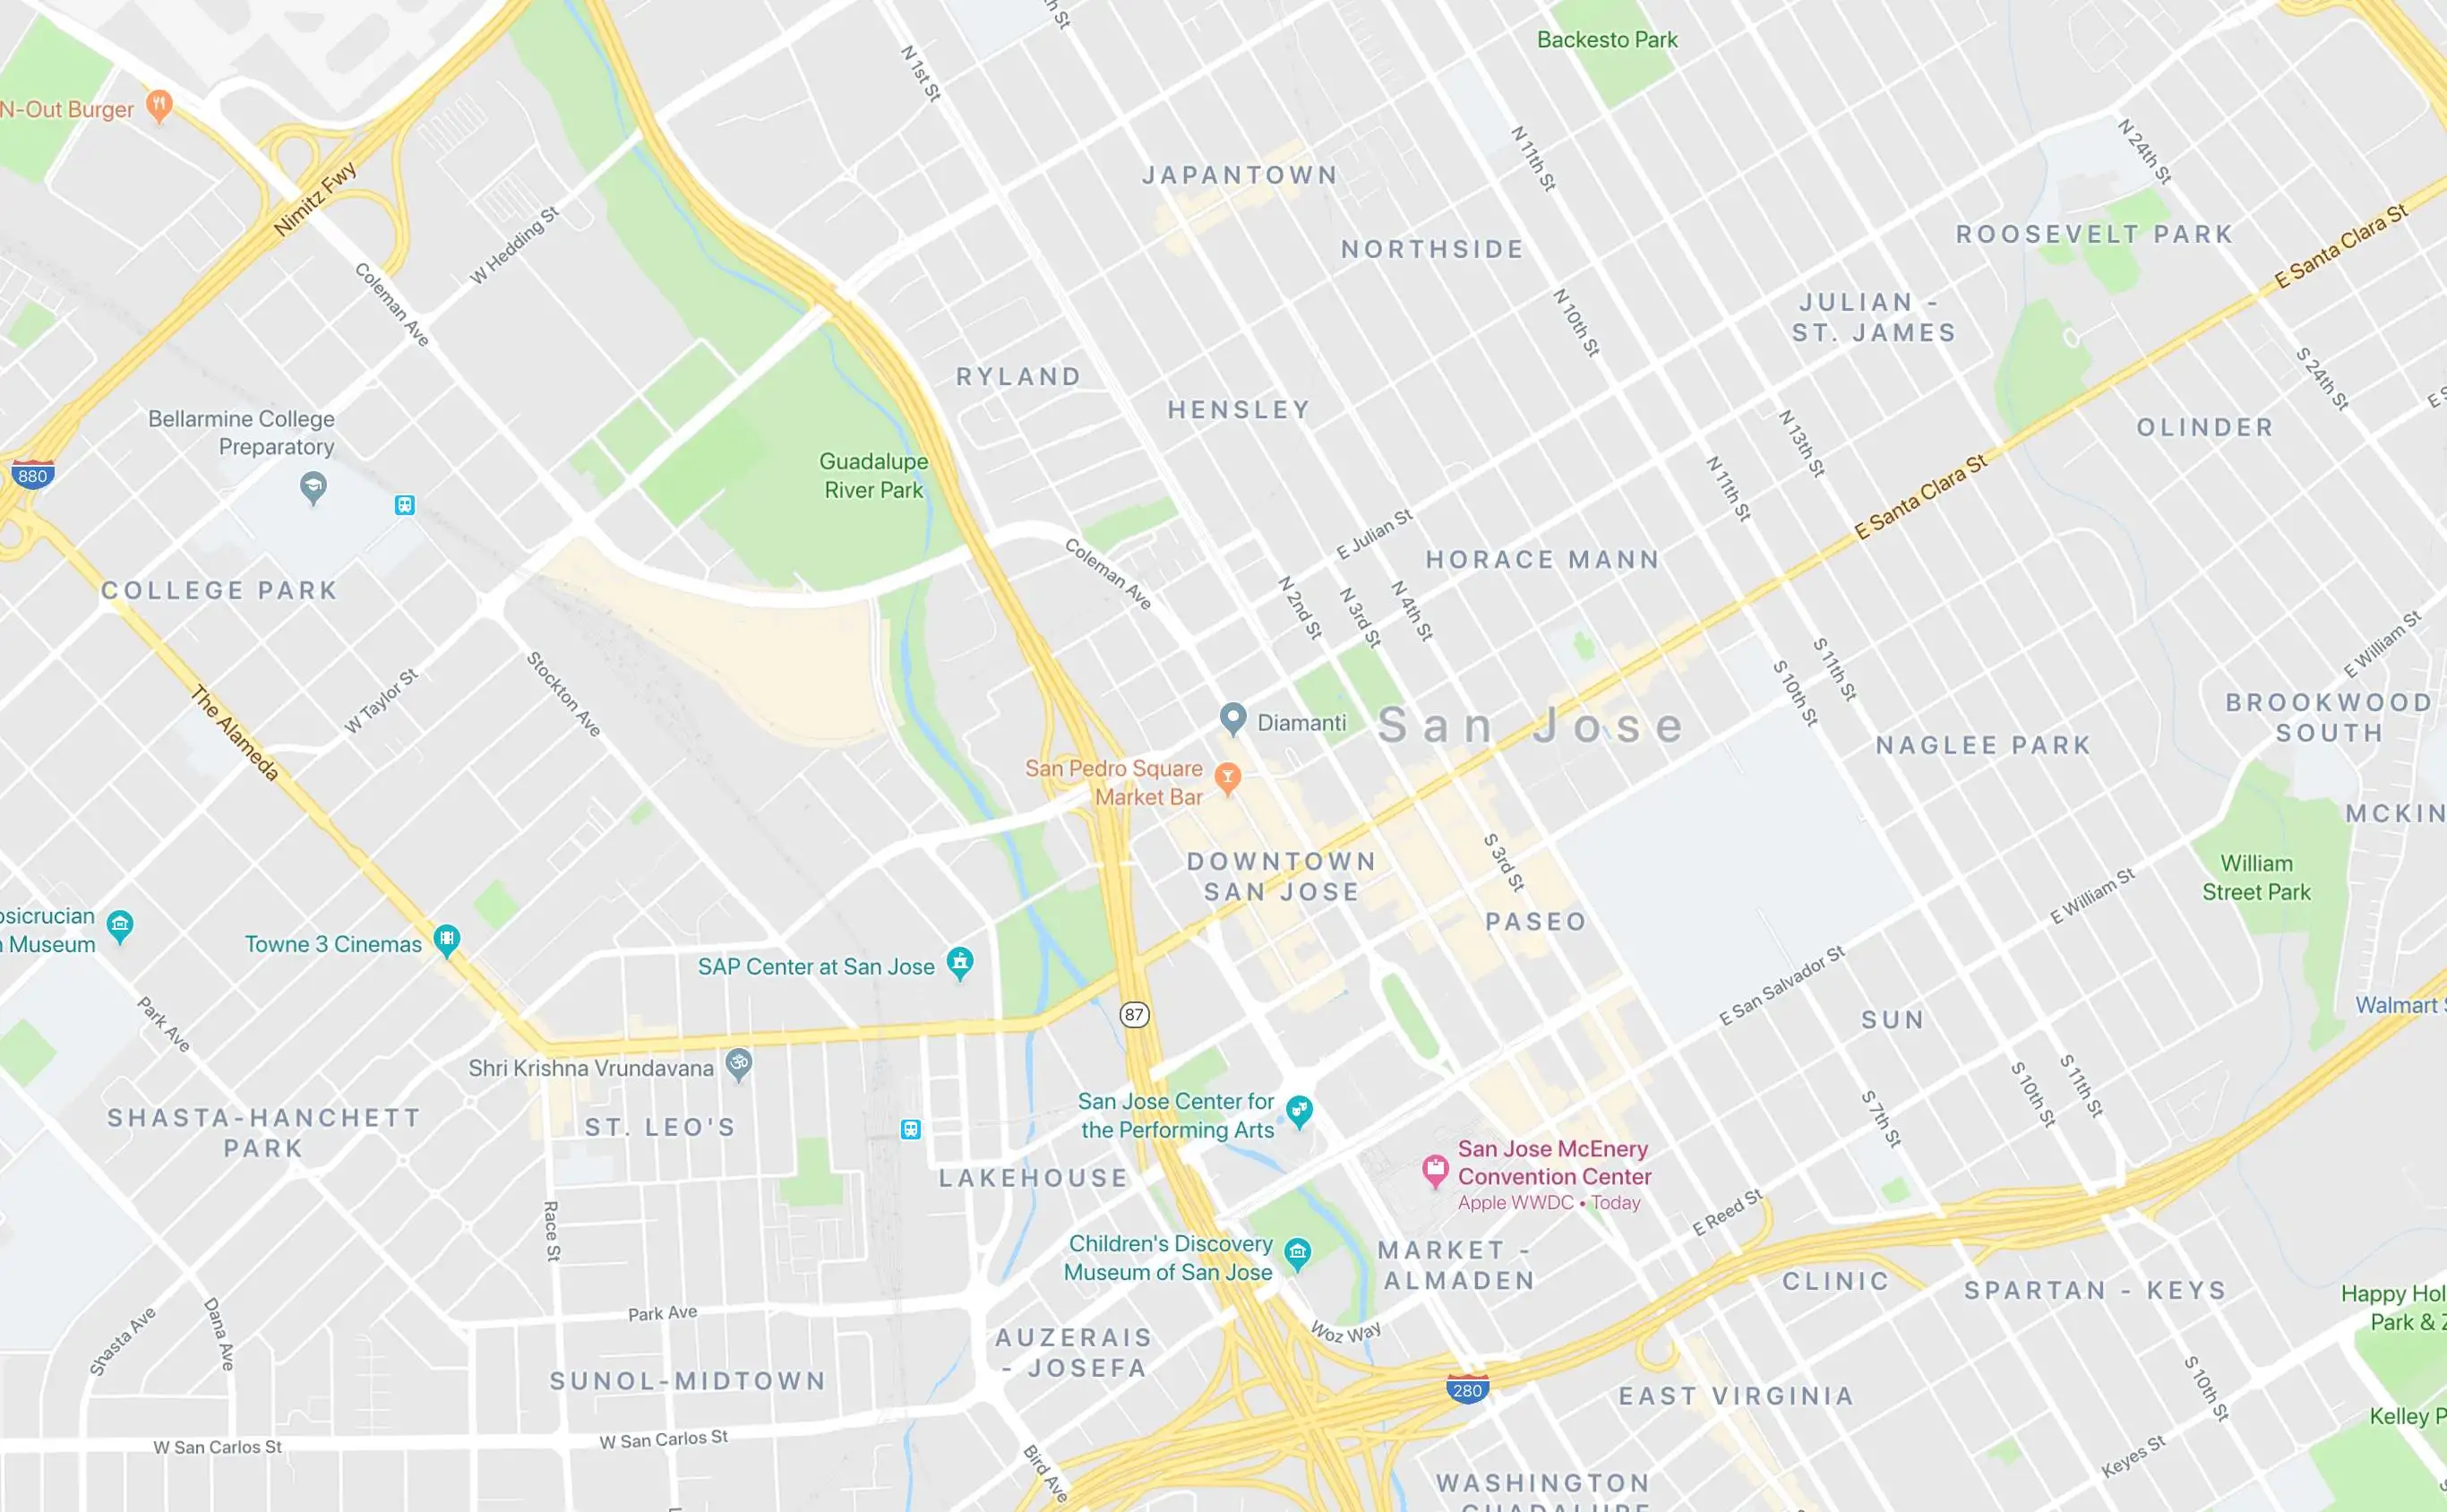 h St
Backesto Park
N 1st St
N-Out Burger
N 11th St
N 24th St
JAPANTOWN
Nimitz Fwy
W Hedding St
NORTHSIDE
ROOSEVELT PARK
E Santa Clara St
Coleman Ave
N 10th St
JULIAN -
ST. JAMES
RYLAND
HENSLEY
S 24th St
E S
Bellarmine College
Preparatory
880
Guadalupe
River Park
N 13th St
N 11th St
OLINDER
E Santa Clara St
E Julian St
Coleman Ave
HORACE MANN
COLLEGE PARK
N 2nd St
N 3rd St
N 4th St
E William St
The Alameda
W Taylor St
Stockton Ave
S 10th St
S 11th St
Diamanti
San Jose
NAGLEE PARK
BROOKWOOD
SOUTH
San Pedro Square
Market Bar
MCKIN
DOWNTOWN
SAN JOSE
S 3rd St
PASEO
William
Street Park
E William St
osicrucian
n Museum
Towne 3 Cinemas
SAP Center at San Jose
E San Salvador St
Walmart S
Park Ave
87
SUN
Shri Krishna Vrundavana
SHASTA-HANCHETT
PARK
ST. LEO'S
San Jose Center for
the Performing Arts
S 7th St
S 10th St
S 11th St
LAKEHOUSE
San Jose McEnery
Convention Center
Apple WWDC • Today
Race St
E Reed St
Children's Discovery
Museum of San Jose
MARKET -
ALMADEN
CLINIC
SPARTAN - KEYS
Happy Hol
Park & Z
Shasta Ave
Dana Ave
Park Ave
Woz Way
AUZERAIS
- JOSEFA
SUNOL-MIDTOWN
280
EAST VIRGINIA
S 10th St
Kelley P
W San Carlos St
W San Carlos St
Bird Ave
Keyes St
WASHINGTON
GUADALUPE